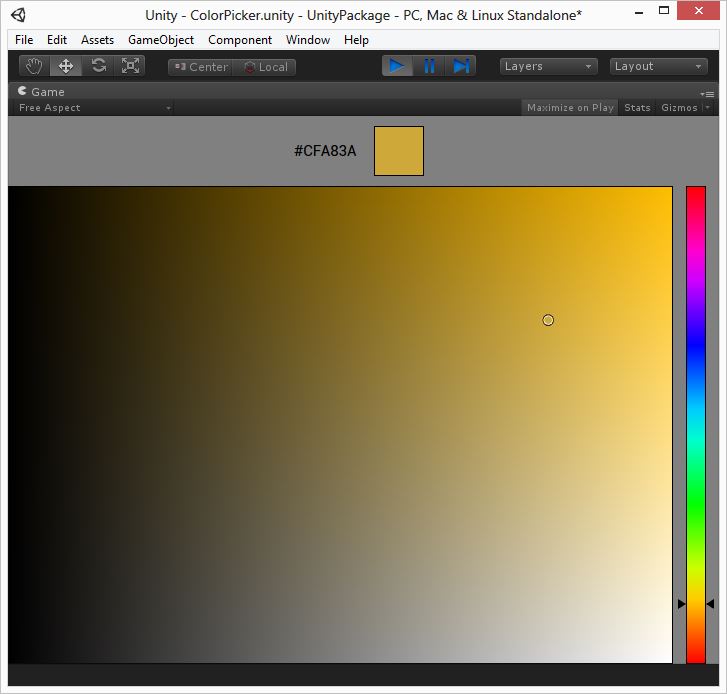 Unity - ColorPicker.unity - UnityPackage - PC, Mac & Linux Standalone*
File Edit Assets GameObject Component Window Help
Center Local Layers Layout
Game
Free Aspect Maximize on Play Stats Gizmos
#CFA83A